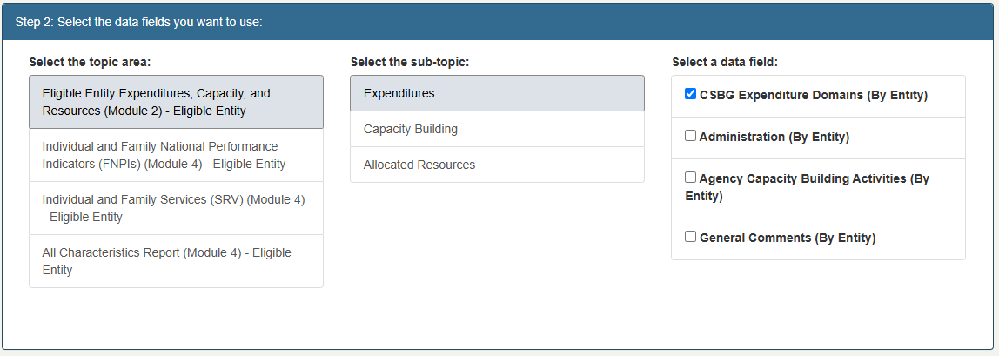 Step 2: Select the data fields you want to use:
Select the topic area:
Eligible Entity Expenditures, Capacity, and
Resources (Module 2) - Eligible Entity
Individual and Family National Performance
Indicators (FNPIs) (Module 4) - Eligible Entity
Individual and Family Services (SRV) (Module 4)
- Eligible Entity
All Characteristics Report (Module 4) - Eligible
Entity
Select the sub-topic:
Expenditures
Capacity Building
Allocated Resources
Select a data field:
CSBG Expenditure Domains (By Entity)
Administration (By Entity)
Agency Capacity Building Activities (By
Entity)
General Comments (By Entity)